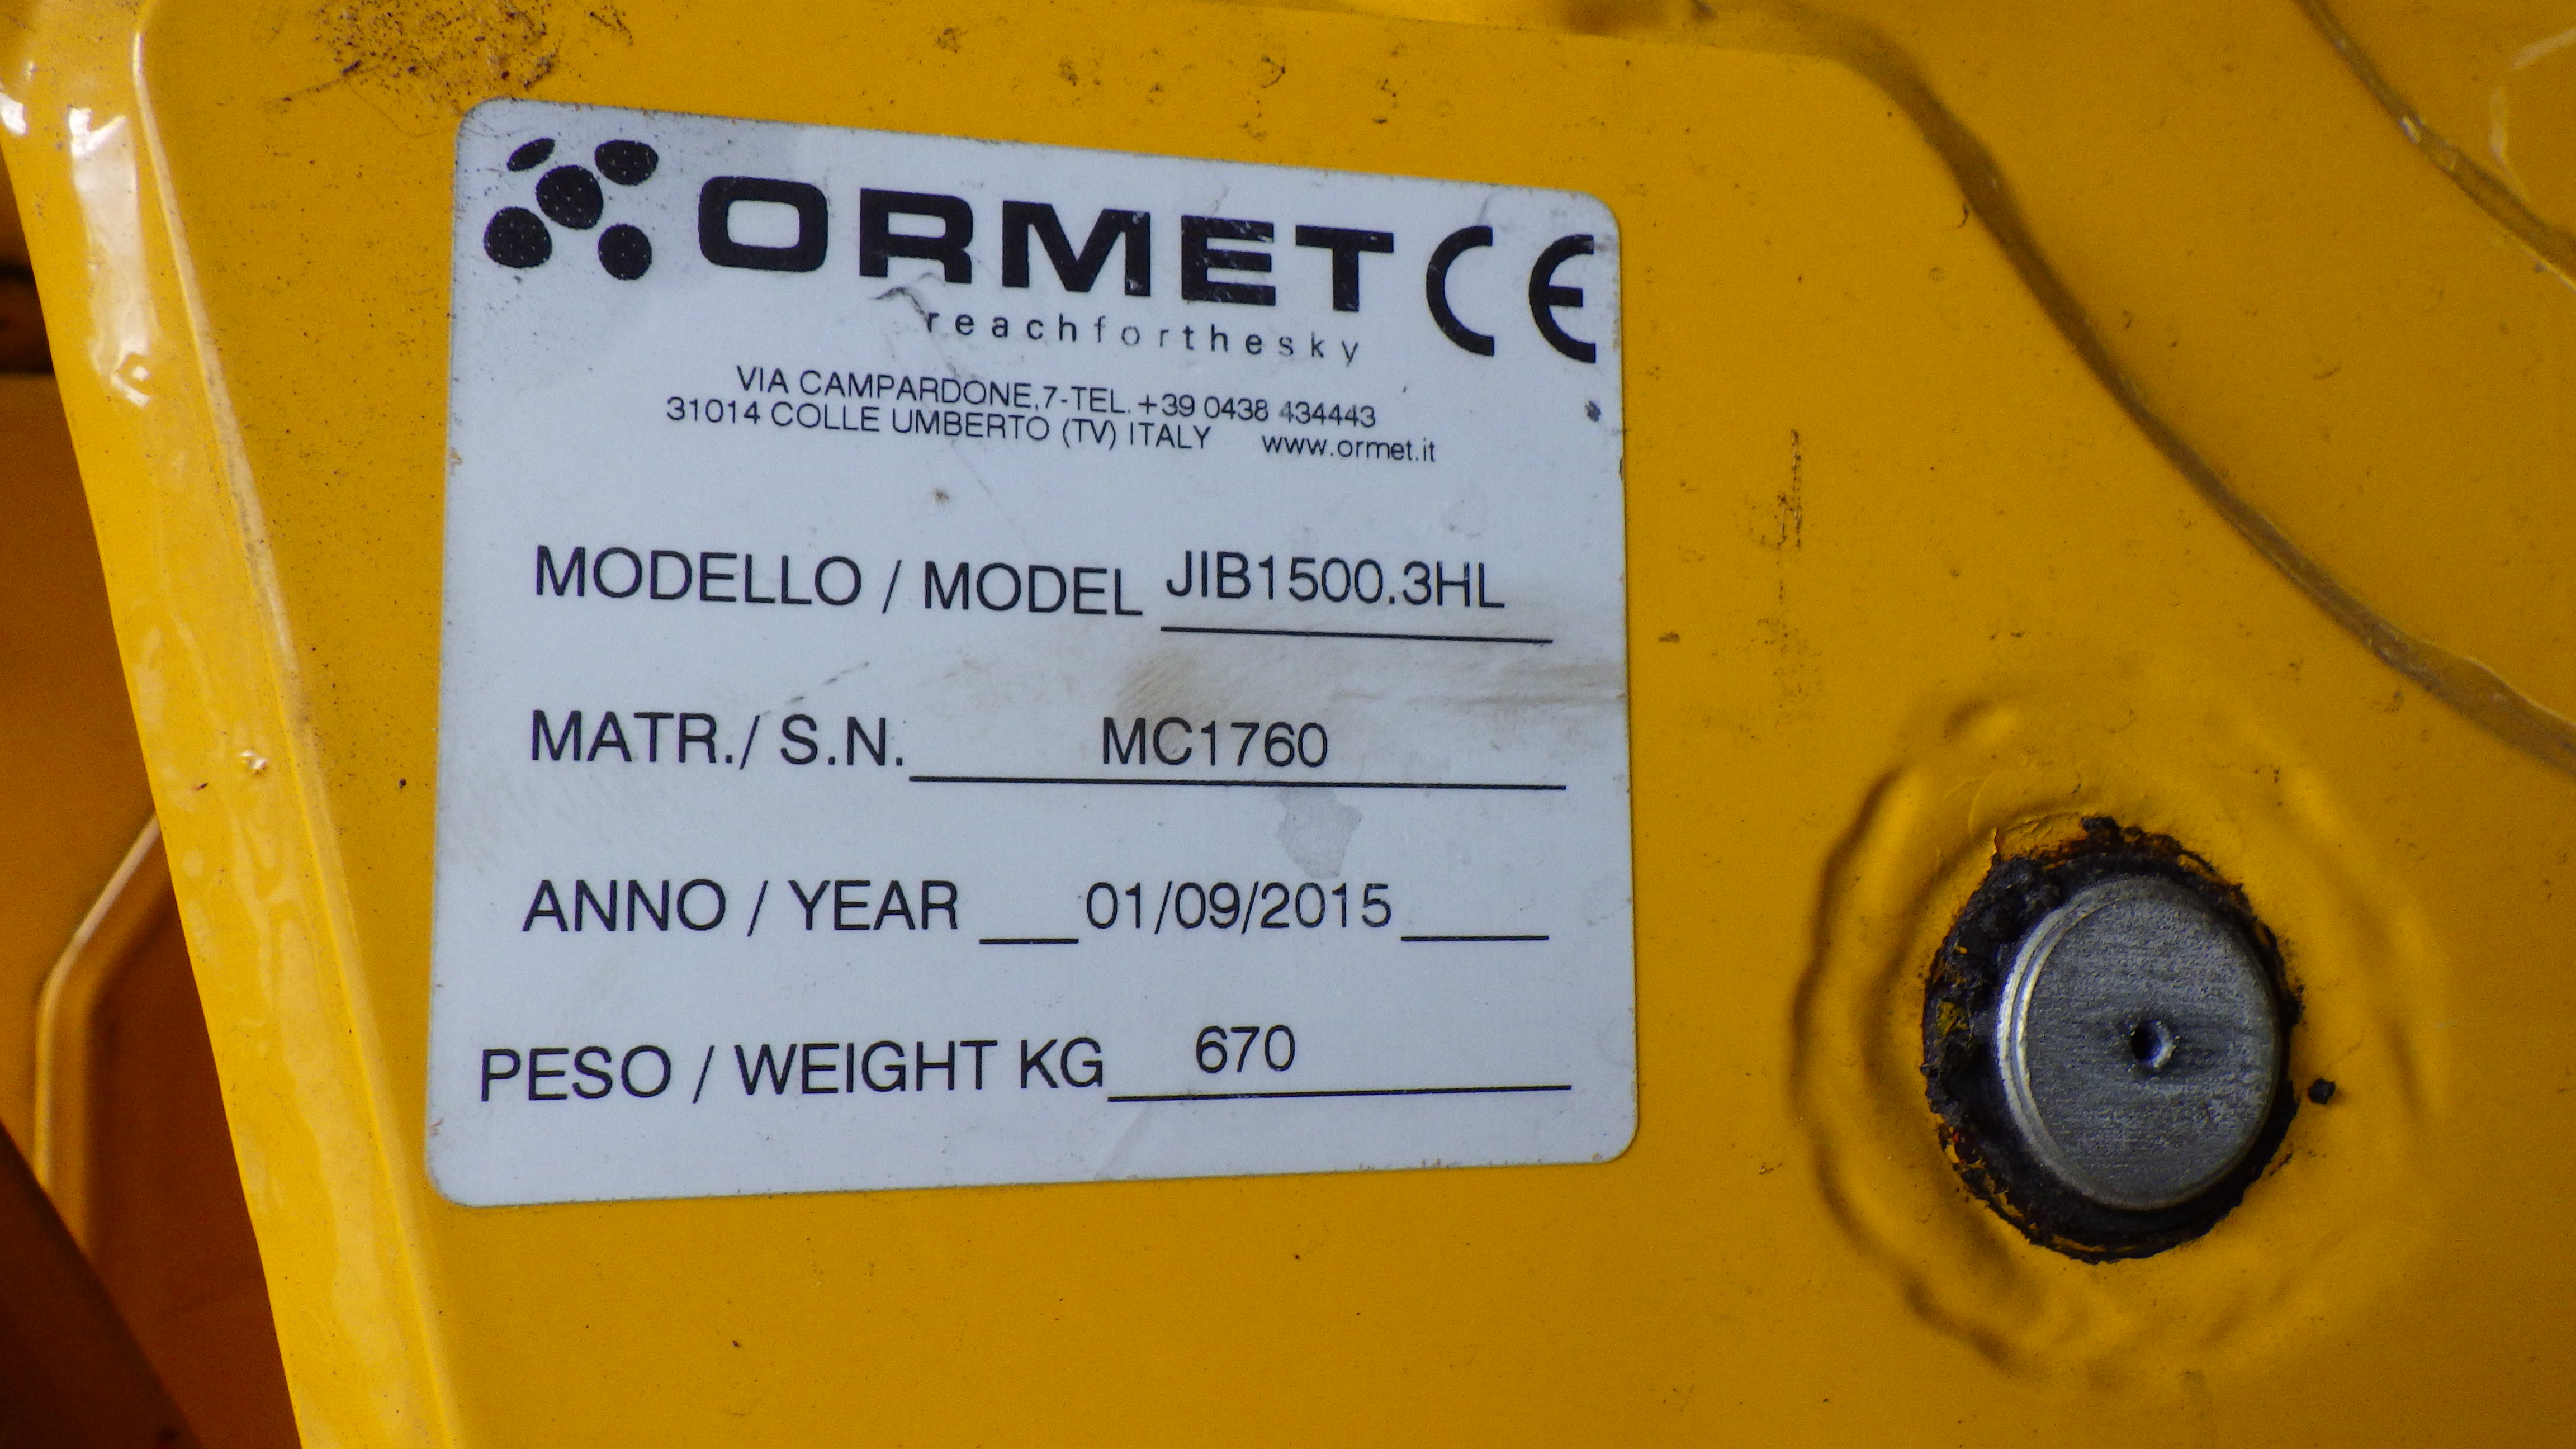 ORMET CE
reachforthesky
VIA CAMPARDONE,7-TEL. +39 0438 434443
31014 COLLE UMBERTO (TV) ITALY www.ormet.it
MODELLO / MODEL JIB1500.3HL
MATR./ S.N. MC1760
ANNO / YEAR 01/09/2015
PESO / WEIGHT KG 670